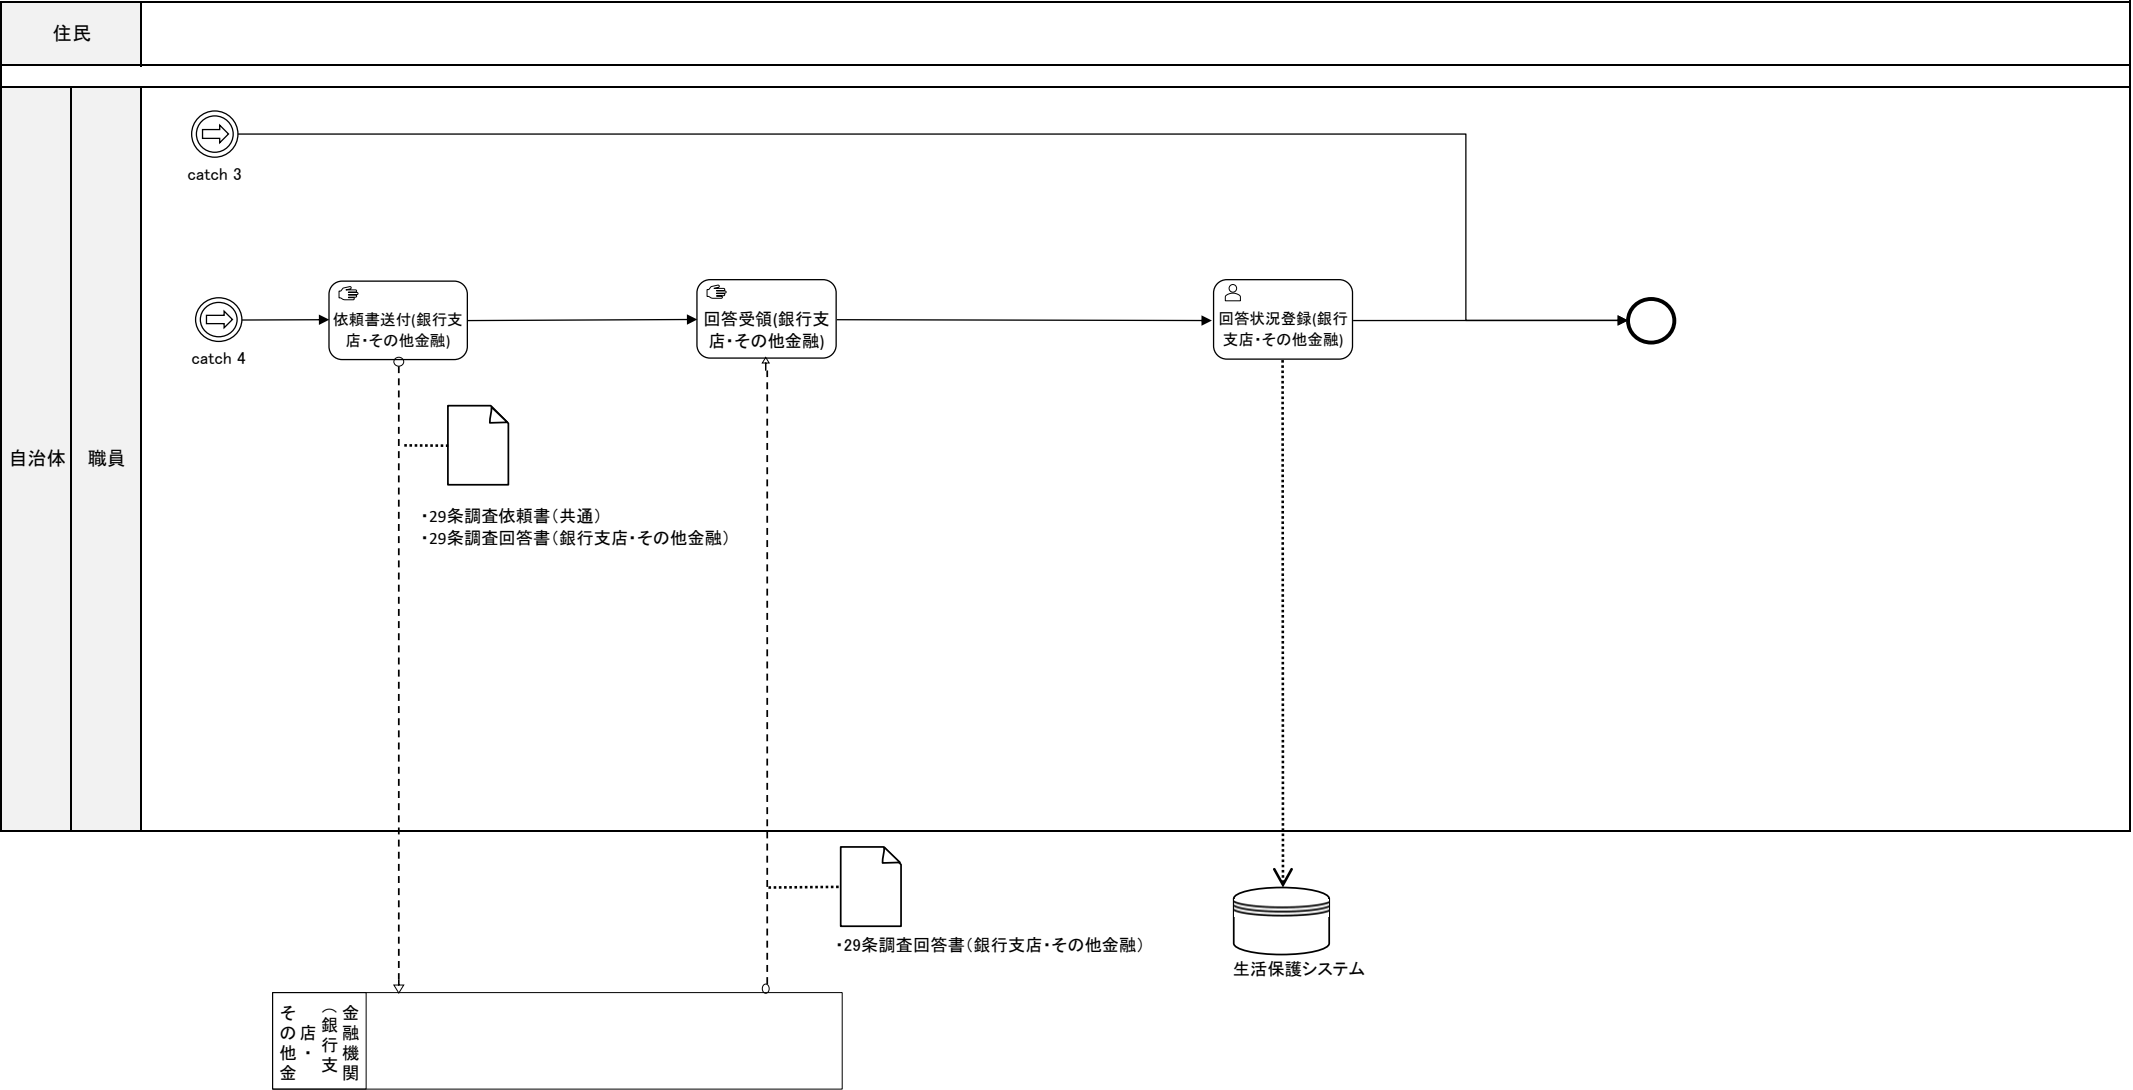 住民
catch 3
catch 4
依頼書送付(銀行支
店・その他金融)
回答受領(銀行支
店・その他金融)
回答状況登録(銀行
支店・その他金融)
自治体
職員
・29条調査依頼書（共通）
・29条調査回答書（銀行支店・その他金融）
・29条調査回答書（銀行支店・その他金融）
生活保護システム
金融機関
（銀行支
店・
その他金